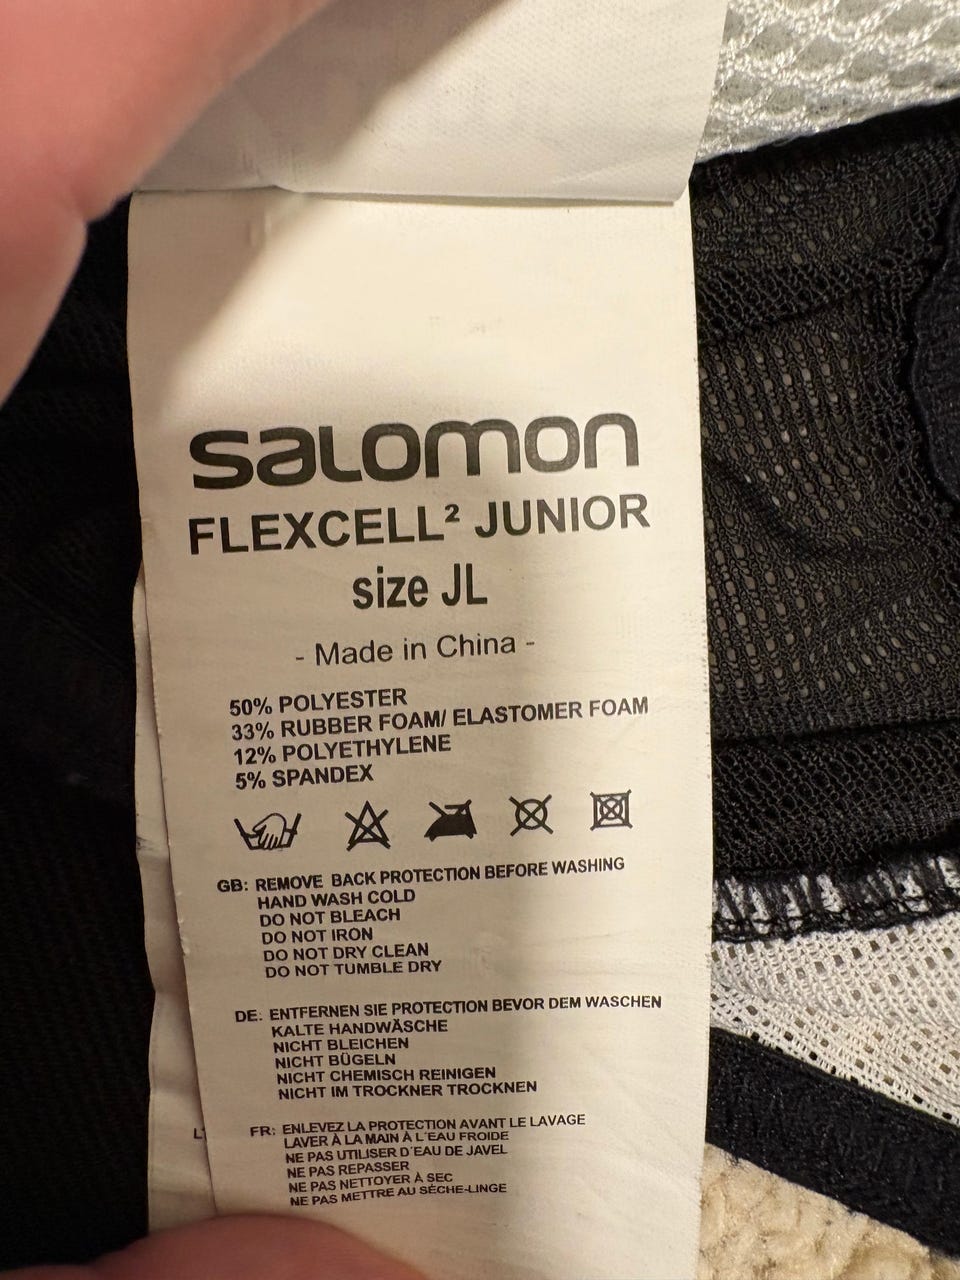 salomon
FLEXCELL² JUNIOR
size JL
- Made in China -
50% POLYESTER
33% RUBBER FOAM/ ELASTOMER FOAM
12% POLYETHYLENE
5% SPANDEX
GB: REMOVE BACK PROTECTION BEFORE WASHING
HAND WASH COLD
DO NOT BLEACH
DO NOT IRON
DO NOT DRY CLEAN
DO NOT TUMBLE DRY
DE: ENTFERNEN SIE PROTECTION BEVOR DEM WASCHEN
KALTE HANDWÄSCHE
NICHT BLEICHEN
NICHT BÜGELN
NICHT CHEMISCH REINIGEN
NICHT IM TROCKNER TROCKNEN
FR: ENLEVEZ LA PROTECTION AVANT LE LAVAGE
LAVER À LA MAIN À L´EAU FROIDE
NE PAS UTILISER D´EAU DE JAVEL
NE PAS REPASSER
NE PAS NETTOYER À SEC
NE PAS METTRE AU SÈCHE-LINGE